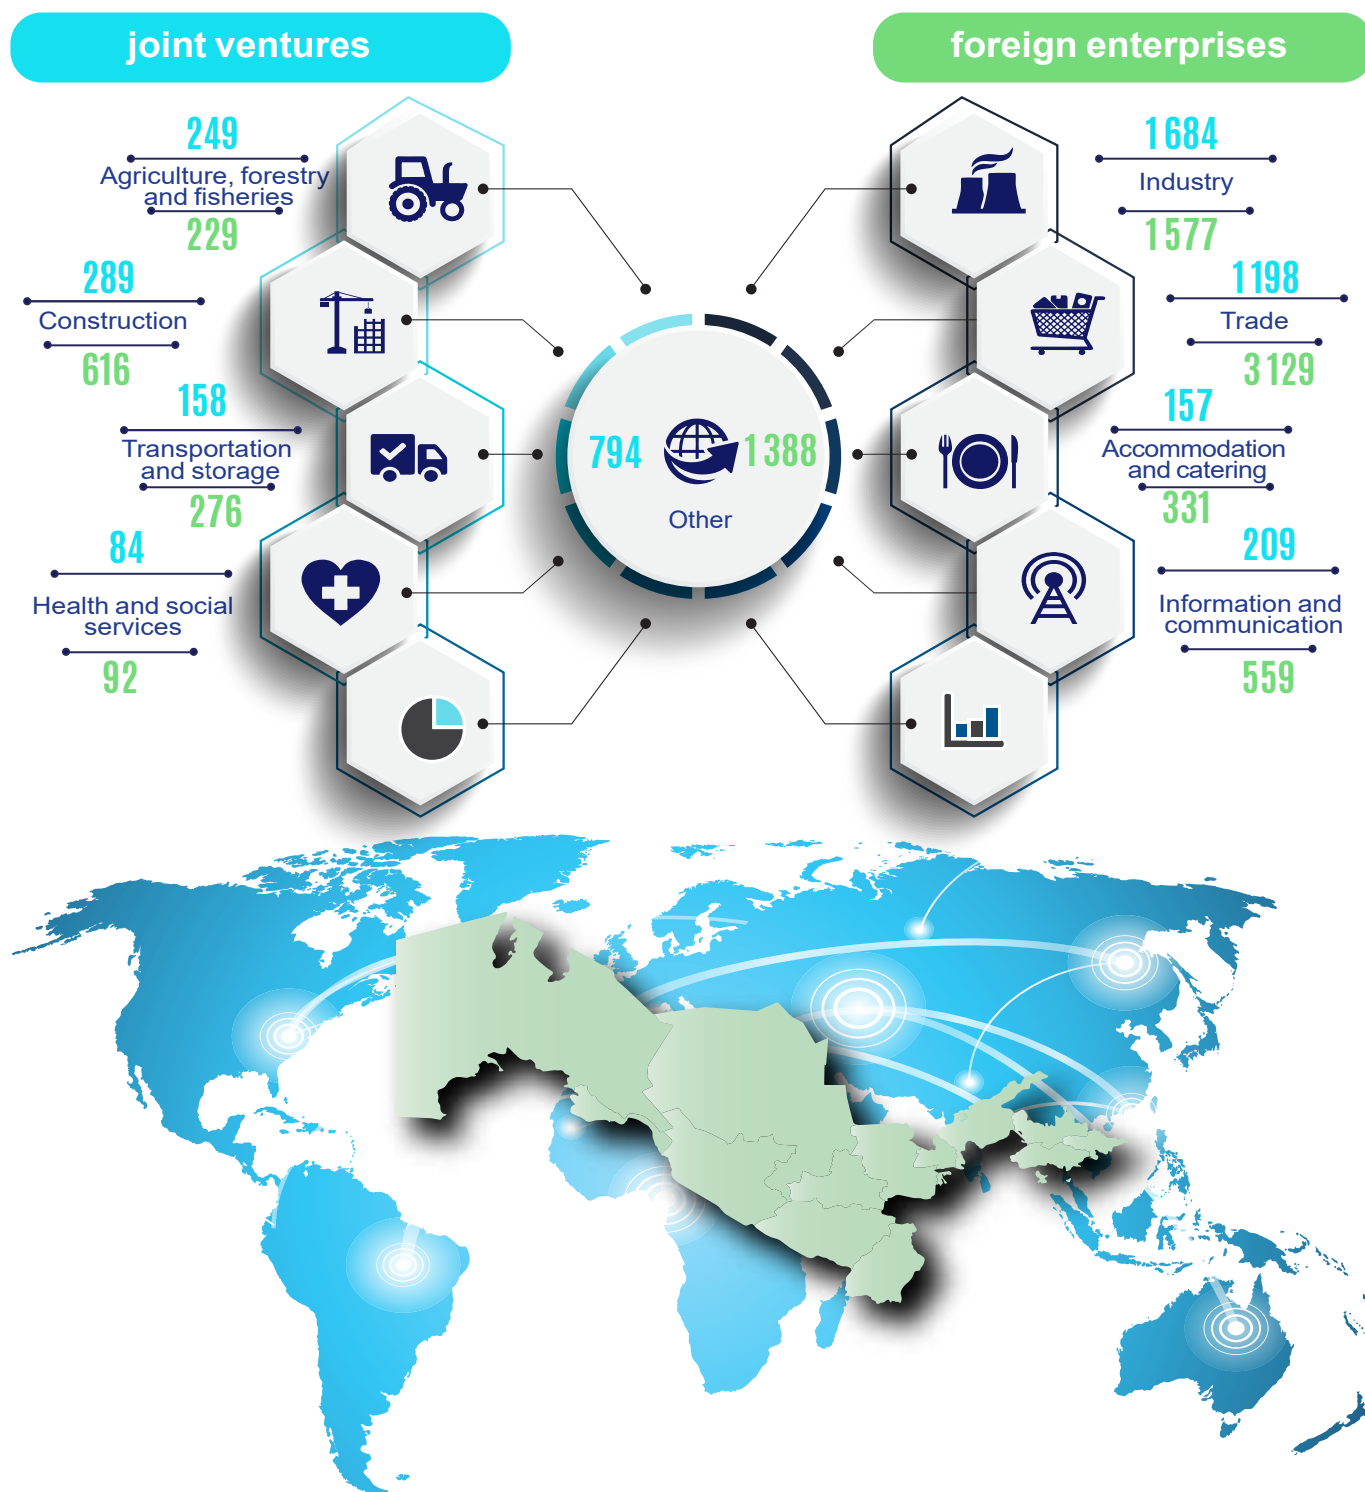 joint ventures
foreign enterprises
249
Agriculture, forestry
and fisheries
229
289
Construction
616
158
Transportation
and storage
276
84
Health and social
services
92
794
1 388
Other
1 684
Industry
1 577
1 198
Trade
3 129
157
Accommodation
and catering
331
209
Information and
communication
559